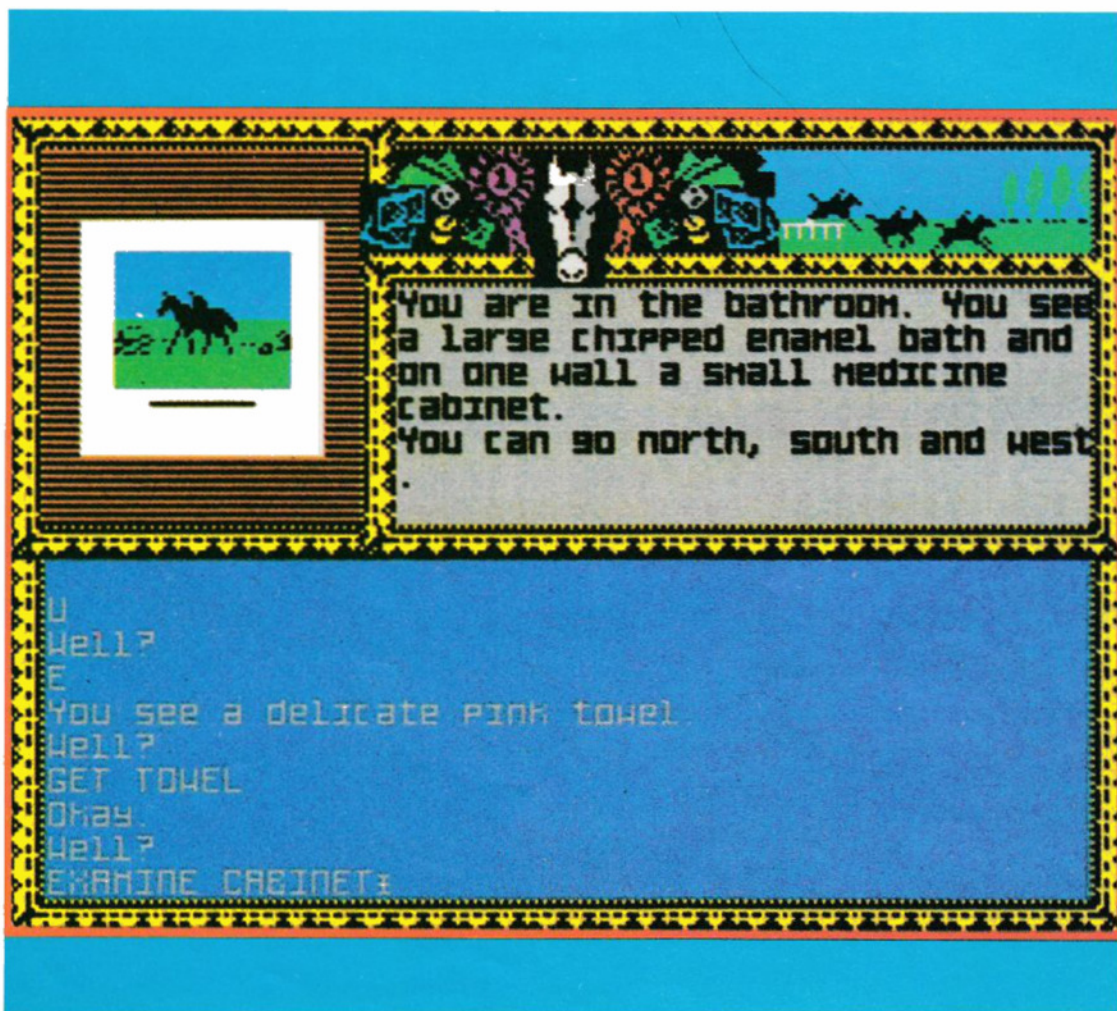 1
1
You are in the bathroom. You see
a large chipped enamel bath and
on one wall a small medicine
cabinet.
You can go north, south and west
.
U
Well?
E
You see a delicate pink towel.
Well?
GET TOWEL
Okay.
Well?
EXAMINE CABINET